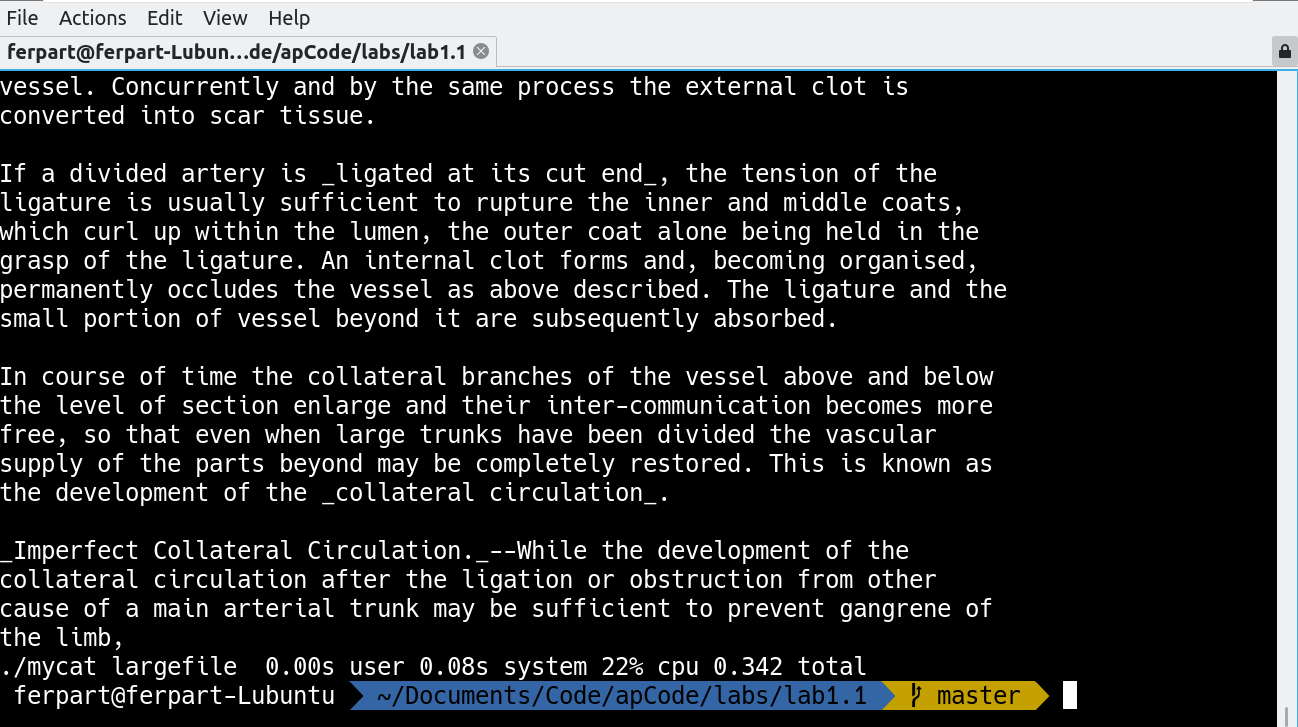 File Actions Edit View Help
ferpart@ferpart-Lubun...de/apCode/labs/lab1.1
vessel. Concurrently and by the same process the external clot is
converted into scar tissue.
If a divided artery is _ligated at its cut end_, the tension of the
ligature is usually sufficient to rupture the inner and middle coats,
which curl up within the lumen, the outer coat alone being held in the
grasp of the ligature. An internal clot forms and, becoming organised,
permanently occludes the vessel as above described. The ligature and the
small portion of vessel beyond it are subsequently absorbed.
In course of time the collateral branches of the vessel above and below
the level of section enlarge and their inter-communication becomes more
free, so that even when large trunks have been divided the vascular
supply of the parts beyond may be completely restored. This is known as
the development of the _collateral circulation_.
_Imperfect Collateral Circulation._--While the development of the
collateral circulation after the ligation or obstruction from other
cause of a main arterial trunk may be sufficient to prevent gangrene of
the limb,
./mycat largefile  0.00s user 0.08s system 22% cpu 0.342 total
ferpart@ferpart-Lubuntu ~/Documents/Code/apCode/labs/lab1.1 master